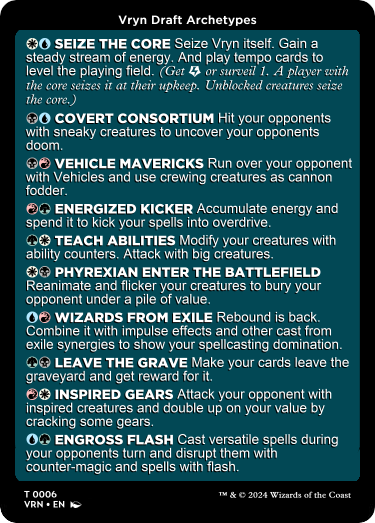 Vryn Draft Archetypes
SEIZE THE CORE Seize Vryn itself. Gain a
steady stream of energy. And play tempo cards to
level the playing field. (Get or surveil 1. A player with
the core seizes it at their upkeep. Unblocked creatures seize
the core.)
COVERT CONSORTIUM Hit your opponents
with sneaky creatures to uncover your opponents
doom.
VEHICLE MAVERICKS Run over your opponent
with Vehicles and use crewing creatures as cannon
fodder.
ENERGIZED KICKER Accumulate energy and
spend it to kick your spells into overdrive.
TEACH ABILITIES Modify your creatures with
ability counters. Attack with big creatures.
PHYREXIAN ENTER THE BATTLEFIELD
Reanimate and flicker your creatures to bury your
opponent under a pile of value.
WIZARDS FROM EXILE Rebound is back.
Combine it with impulse effects and other cast from
exile synergies to show your spellcasting domination.
LEAVE THE GRAVE Make your cards leave the
graveyard and get reward for it.
INSPIRED GEARS Attack your opponent with
inspired creatures and double up on your value by
cracking some gears.
ENGROSS FLASH Cast versatile spells during
your opponents turn and disrupt them with
counter-magic and spells with flash.
T 0006
VRN • EN
™ & © 2024 Wizards of the Coast